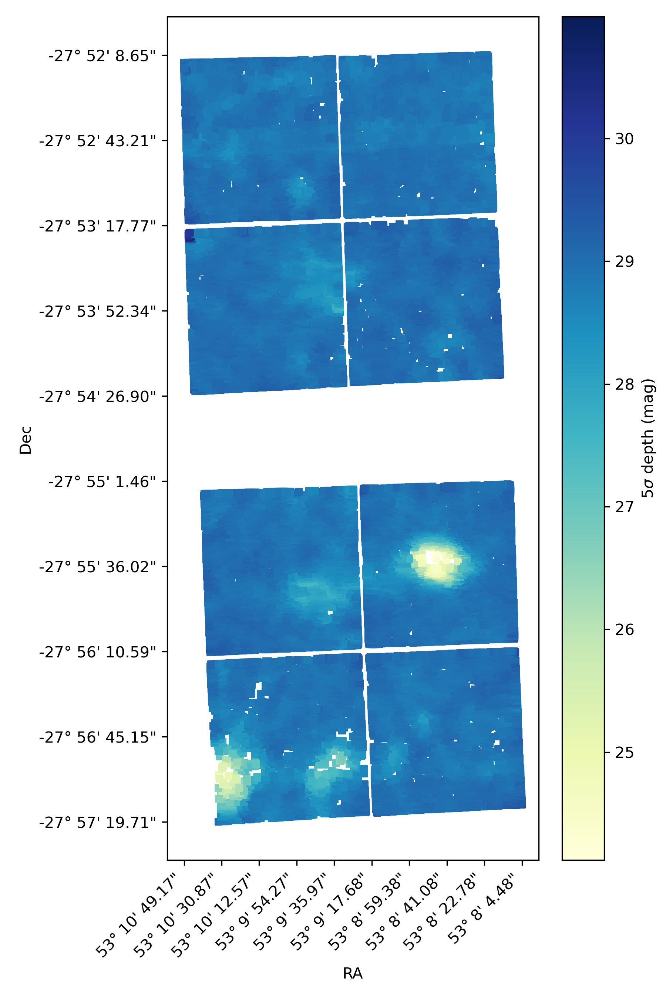 -27° 52' 8.65"
-27° 52' 43.21"
-27° 53' 17.77"
-27° 53' 52.34"
-27° 54' 26.90"
-27° 55' 1.46"
-27° 55' 36.02"
-27° 56' 10.59"
-27° 56' 45.15"
-27° 57' 19.71"
Dec
53° 10' 49.17"
53° 10' 30.87"
53° 10' 12.57"
53° 9' 54.27"
53° 9' 35.97"
53° 9' 17.68"
53° 8' 59.38"
53° 8' 41.08"
53° 8' 22.78"
53° 8' 4.48"
RA
30
29
28
27
26
25
5σ depth (mag)